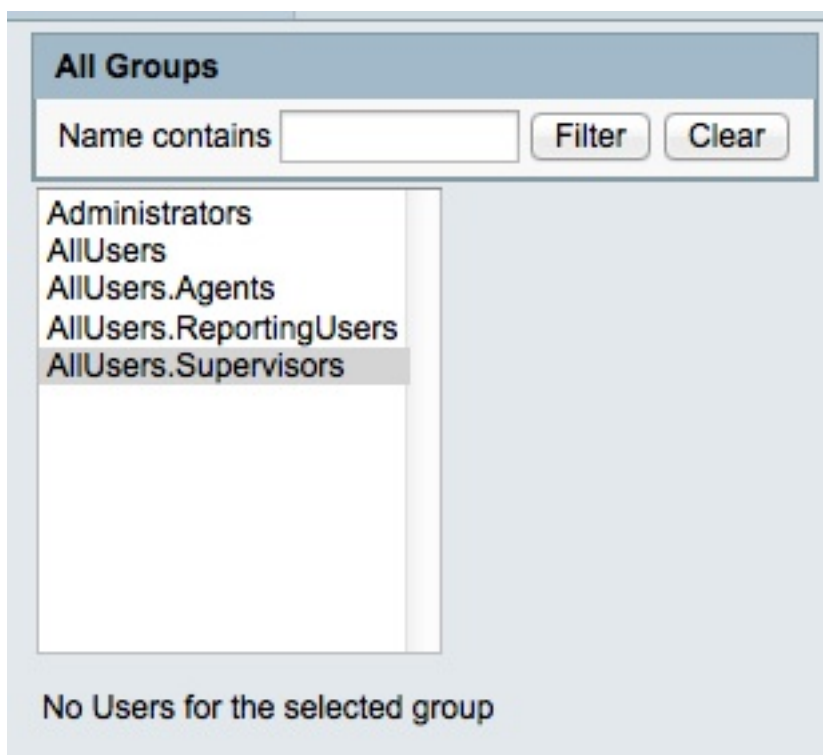 All Groups
Name contains Filter Clear
Administrators
AllUsers
AllUsers.Agents
AllUsers.ReportingUsers
AllUsers.Supervisors
No Users for the selected group